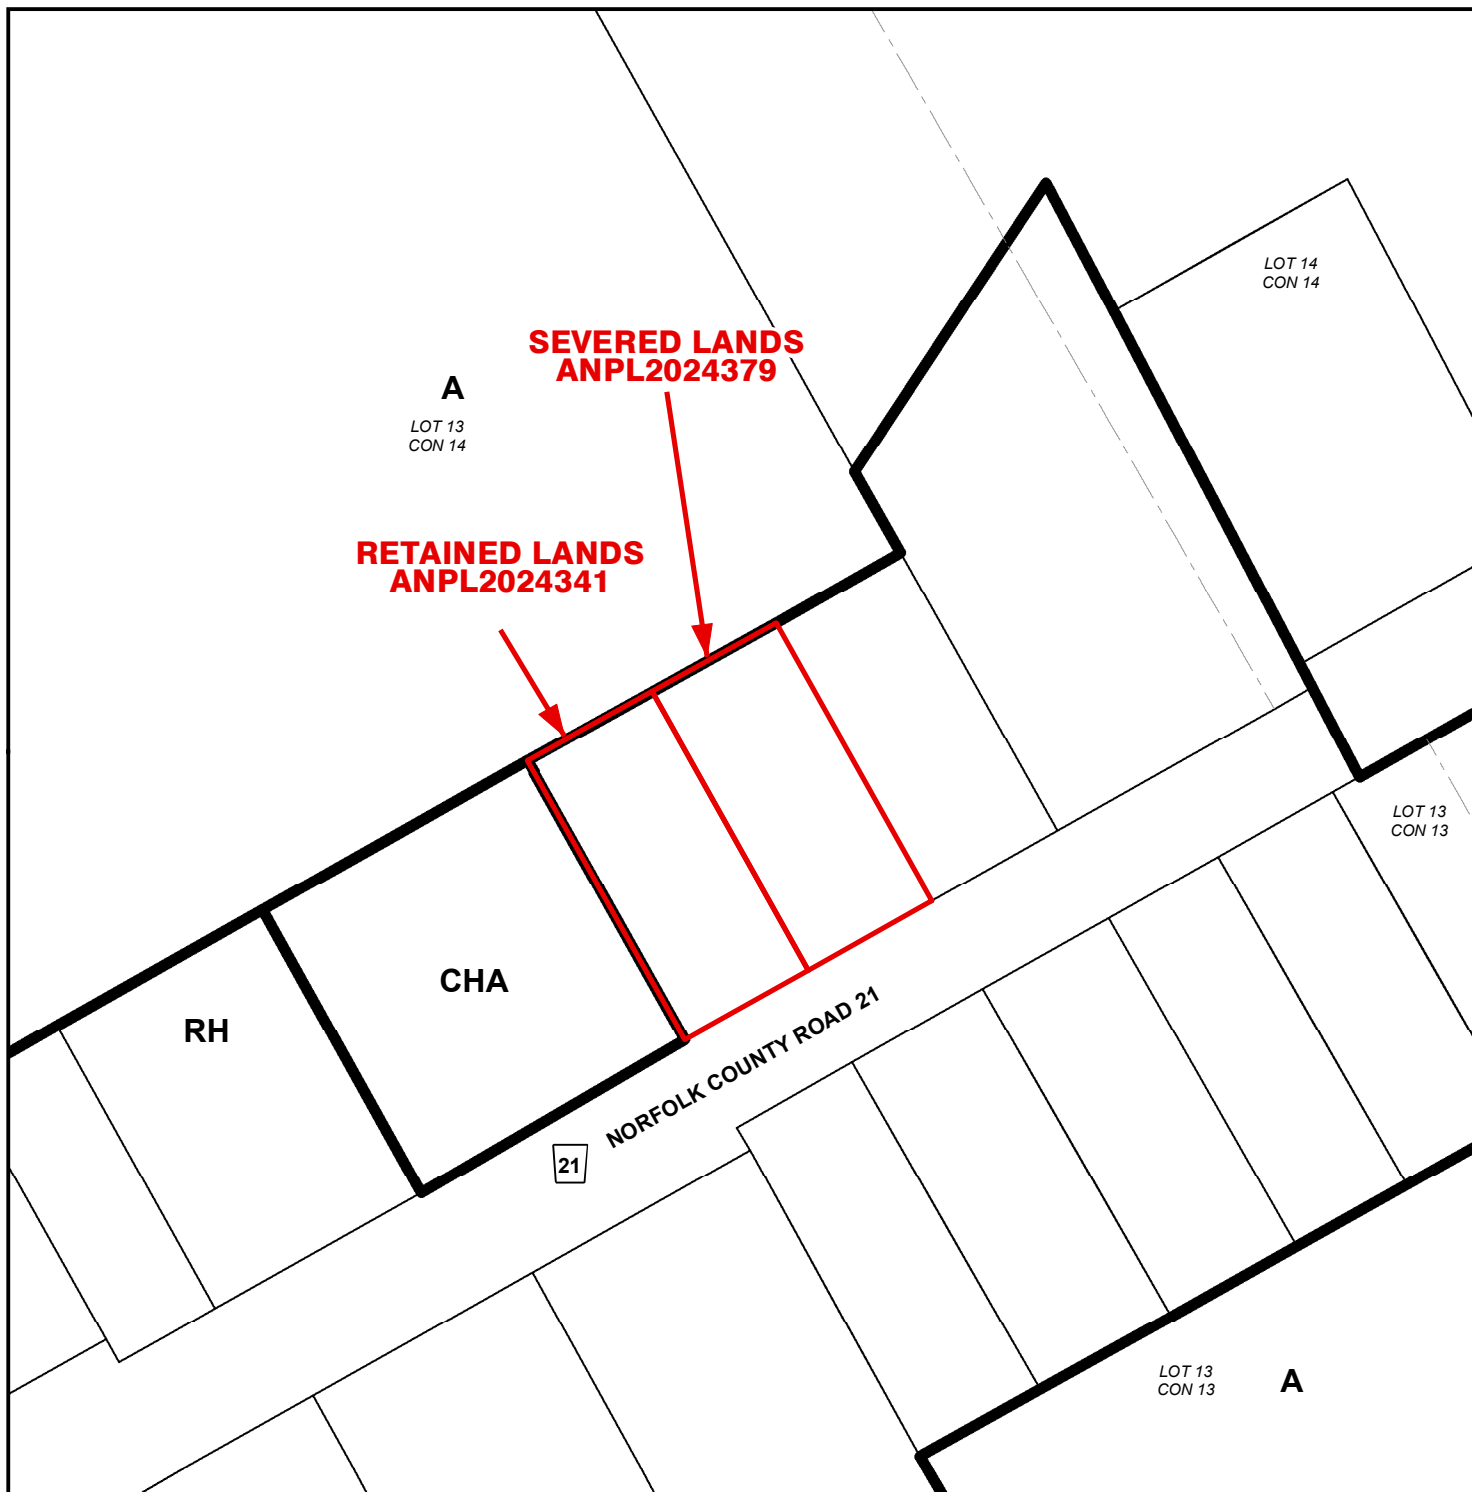 LOT 14
CON 14
SEVERED LANDS
ANPL2024379
A
LOT 13
CON 14
RETAINED LANDS
ANPL2024341
LOT 13
CON 13
CHA
RH
NORFOLK COUNTY ROAD 21
21
LOT 13
CON 13
A